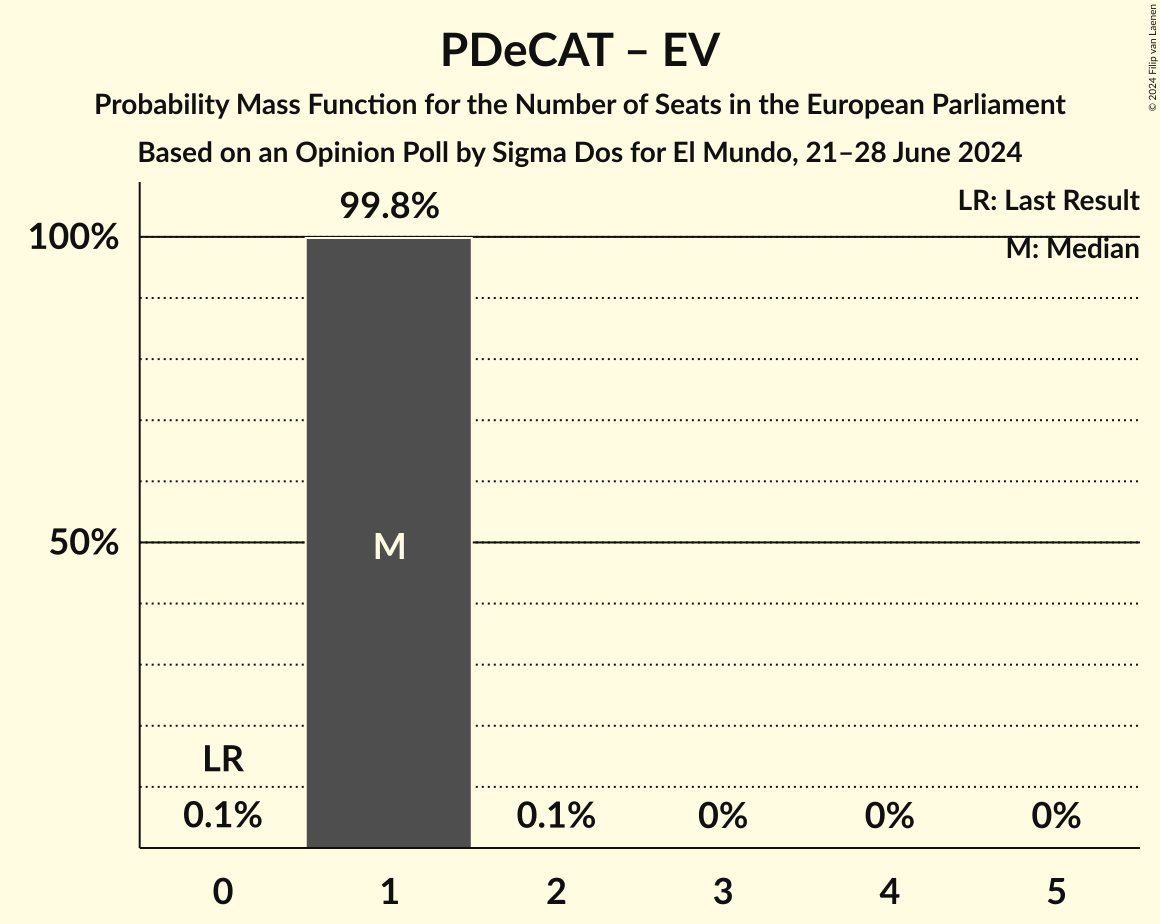 PDeCAT – EV
Probability Mass Function for the Number of Seats in the European Parliament
Based on an Opinion Poll by Sigma Dos for El Mundo, 21–28 June 2024
© 2024 Filip van Laenen
LR: Last Result
M: Median
99.8%
100%
50%
M
LR
0.1%
0.1%
0%
0%
0%
0 1 2 3 4 5